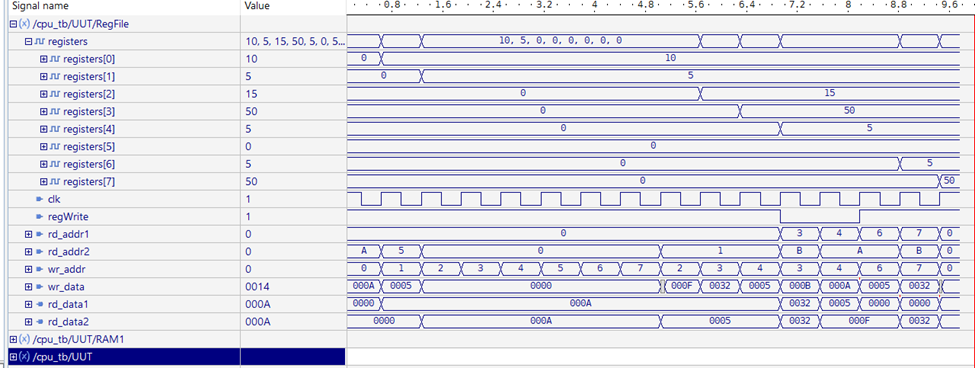 Signal name Value 0,8 1,6 2,4 3,2 4 4,8 5,6 6,4 7,2 8 8,8 9,6
/cpu_tb/UUT/RegFile
registers 10, 5, 15, 50, 5, 0, 5... 10, 5, 0, 0, 0, 0, 0, 0
registers[0] 10 0 10
registers[1] 5 0 5
registers[2] 15 0 15
registers[3] 50 0 50
registers[4] 5 0 5
registers[5] 0 0
registers[6] 5 0 5
registers[7] 50 0 50
clk 1
regWrite 1
rd_addr1 0 0 3 4 6 7 0
rd_addr2 0 A 5 0 1 B A B 0
wr_addr 0 0 1 2 3 4 5 6 7 2 3 4 3 4 6 7 0
wr_data 0014 000A 0005 0000 000F 0032 0005 000B 000A 0005 0032
rd_data1 000A 0000 000A 0032 0005 0000 0000
rd_data2 000A 0000 000A 0005 0032 000F 0032
/cpu_tb/UUT/RAM1
/cpu_tb/UUT